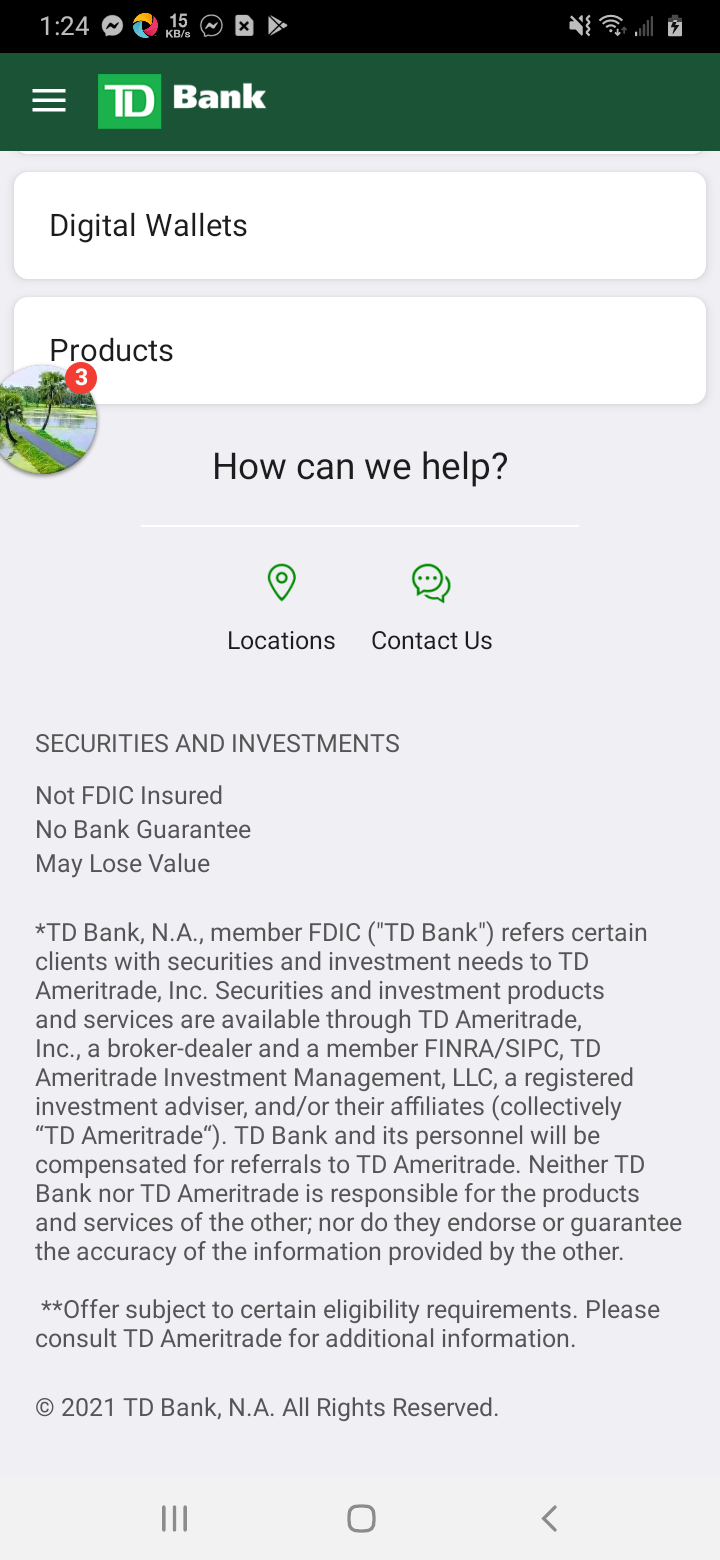 1:24
15
KB/s
TD Bank
Digital Wallets
Products
3
How can we help?
Locations
Contact Us
SECURITIES AND INVESTMENTS
Not FDIC Insured
No Bank Guarantee
May Lose Value
*TD Bank, N.A., member FDIC ("TD Bank") refers certain
clients with securities and investment needs to TD
Ameritrade, Inc. Securities and investment products
and services are available through TD Ameritrade,
Inc., a broker-dealer and a member FINRA/SIPC, TD
Ameritrade Investment Management, LLC, a registered
investment adviser, and/or their affiliates (collectively
“TD Ameritrade“). TD Bank and its personnel will be
compensated for referrals to TD Ameritrade. Neither TD
Bank nor TD Ameritrade is responsible for the products
and services of the other; nor do they endorse or guarantee
the accuracy of the information provided by the other.
**Offer subject to certain eligibility requirements. Please
consult TD Ameritrade for additional information.
© 2021 TD Bank, N.A. All Rights Reserved.